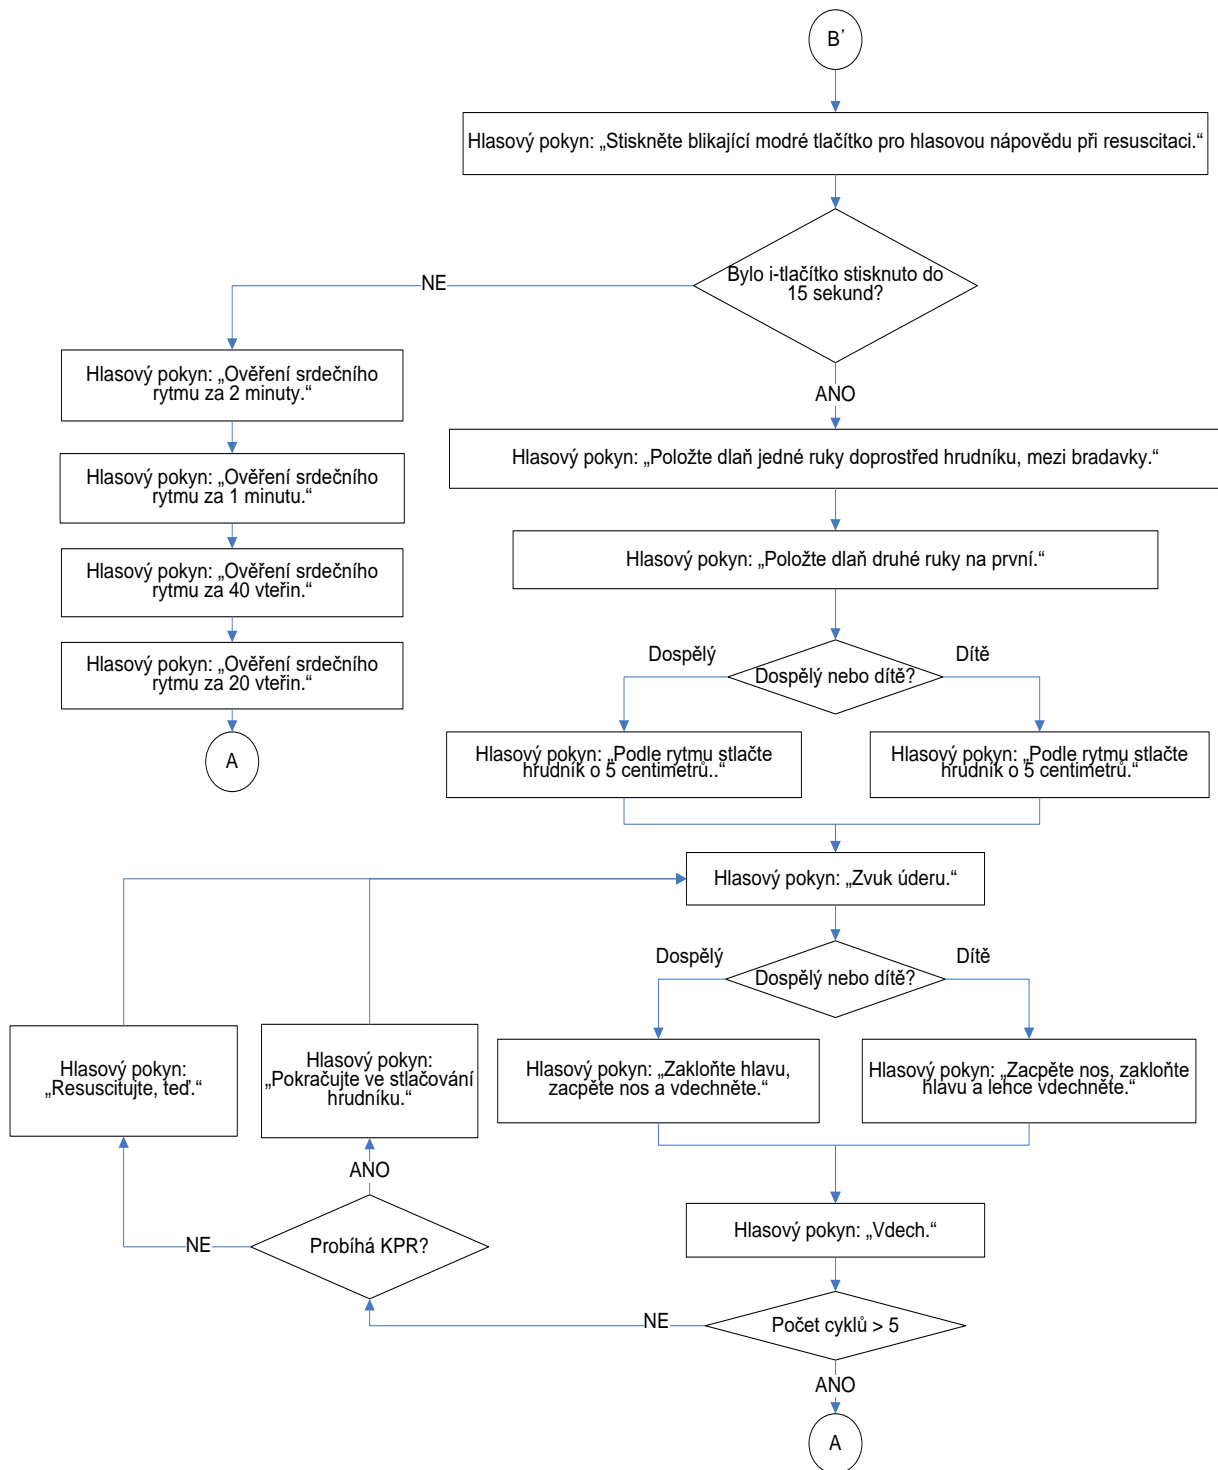 B’
Hlasový pokyn: „Stiskněte blikající modré tlačítko pro hlasovou nápovědu při resuscitaci.“
Bylo i-tlačítko stisknuto do
15 sekund?
NE
ANO
Hlasový pokyn: „Ověření srdečního
rytmu za 2 minuty.“
Hlasový pokyn: „Ověření srdečního
rytmu za 1 minutu.“
Hlasový pokyn: „Ověření srdečního
rytmu za 40 vteřin.“
Hlasový pokyn: „Ověření srdečního
rytmu za 20 vteřin.“
A
Hlasový pokyn: „Položte dlaň jedné ruky doprostřed hrudníku, mezi bradavky.“
Hlasový pokyn: „Položte dlaň druhé ruky na první.“
Dospělý
Dospělý nebo dítě?
Dítě
Hlasový pokyn: „Podle rytmu stlačte
hrudník o 5 centimetrů..“
Hlasový pokyn: „Podle rytmu stlačte
hrudník o 5 centimetrů.“
Hlasový pokyn: „Zvuk úderu.“
Dospělý
Dospělý nebo dítě?
Dítě
Hlasový pokyn:
„Resuscitujte, teď.“
Hlasový pokyn:
„Pokračujte ve stlačování
hrudníku.“
Hlasový pokyn: „Zakloňte hlavu,
zacpěte nos a vdechněte.“
Hlasový pokyn: „Zacpěte nos, zakloňte
hlavu a lehce vdechněte.“
ANO
NE
Probíhá KPR?
Hlasový pokyn: „Vdech.“
NE
Počet cyklů > 5
ANO
A